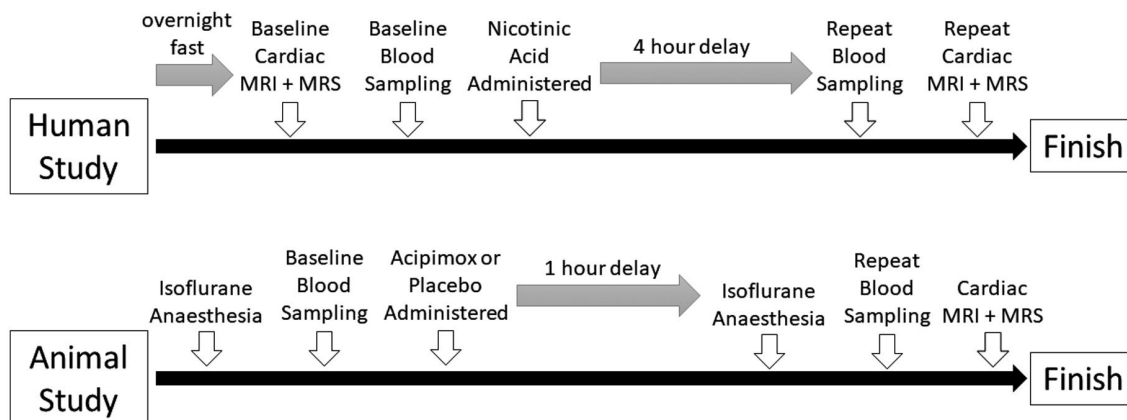 overnight
fast
Baseline
Cardiac
MRI + MRS
Baseline
Blood
Sampling
Nicotinic
Acid
Administered
4 hour delay
Repeat
Blood
Sampling
Repeat
Cardiac
MRI + MRS
Human
Study
Finish
Isoflurane
Anaesthesia
Baseline
Blood
Sampling
Acipimox or
Placebo
Administered
1 hour delay
Isoflurane
Anaesthesia
Repeat
Blood
Sampling
Cardiac
MRI + MRS
Animal
Study
Finish